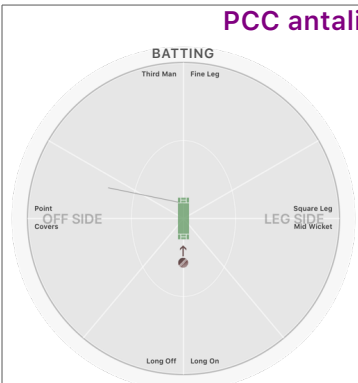 PCC antali
BATTING
Third Man Fine Leg
Point Square Leg
OFF SIDE LEG SIDE
Covers Mid Wicket
Long Off Long On